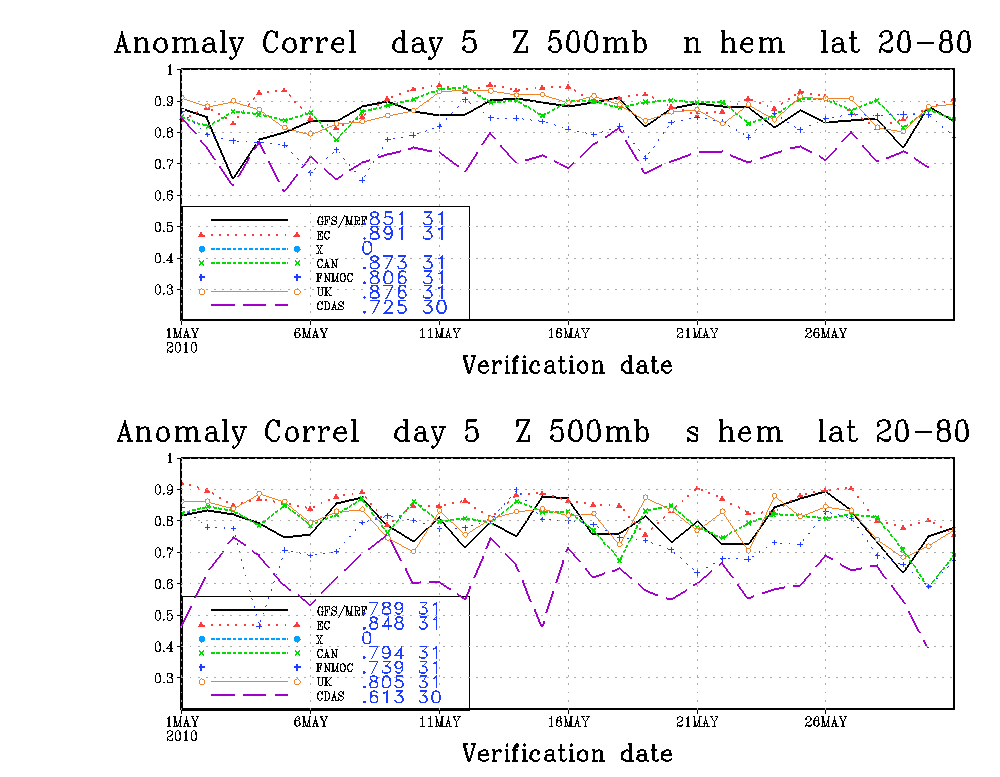 Anomaly Correl  day 5  Z 500mb  n hem  lat 20-80
1
0.9
0.8
0.7
0.6
0.5
0.4
0.3
GFS/MRF .851 31
EC .891 31
X 0
CAN .873 31
FNMOC .806 31
UK .876 31
CDAS .725 30
1MAY 6MAY 11MAY 16MAY 21MAY 26MAY
2010
Verification date
Anomaly Correl  day 5  Z 500mb  s hem  lat 20-80
1
0.9
0.8
0.7
0.6
0.5
0.4
0.3
GFS/MRF .789 31
EC .848 31
X 0
CAN .794 31
FNMOC .739 31
UK .805 31
CDAS .613 30
1MAY 6MAY 11MAY 16MAY 21MAY 26MAY
2010
Verification date